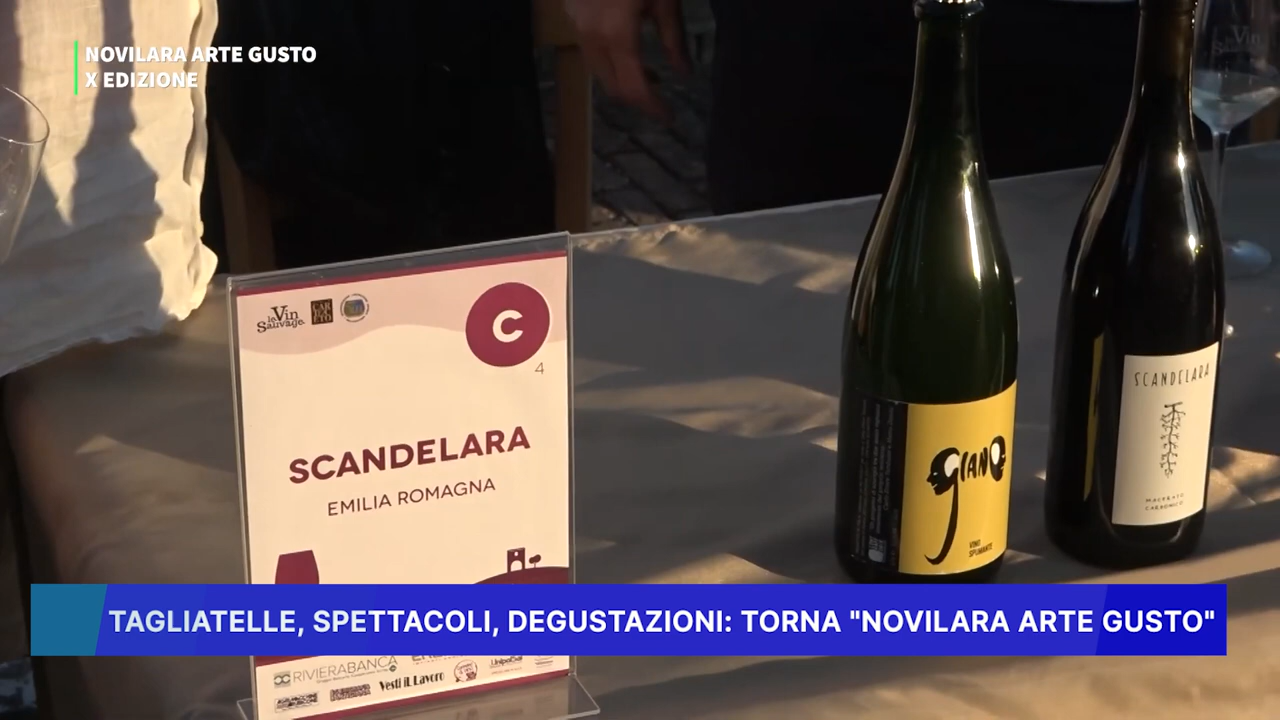 NOVILARA ARTE GUSTO
X EDIZIONE
le Vin
Sauvage
C
4
SCANDELARA
EMILIA ROMAGNA
giano
VINO
SPUMANTE
SCANDELARA
MACERATO
CARBONICO
TAGLIATELLE, SPETTACOLI, DEGUSTAZIONI: TORNA "NOVILARA ARTE GUSTO"
RIVIERABANCA
Vesti iL Lavoro
UnipolSai